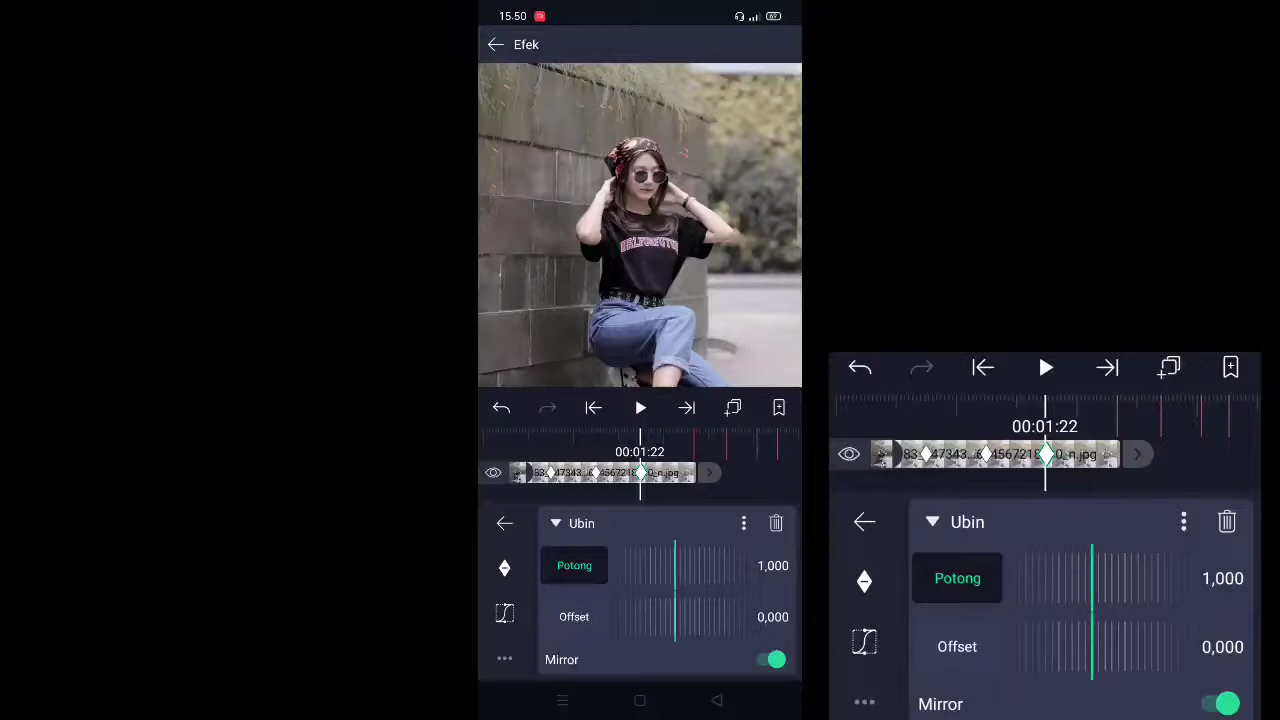 15.50
Efek
00:01:22
Ubin
Potong
1,000
Offset
0,000
Mirror
00:01:22
Ubin
Potong
1,000
Offset
0,000
Mirror